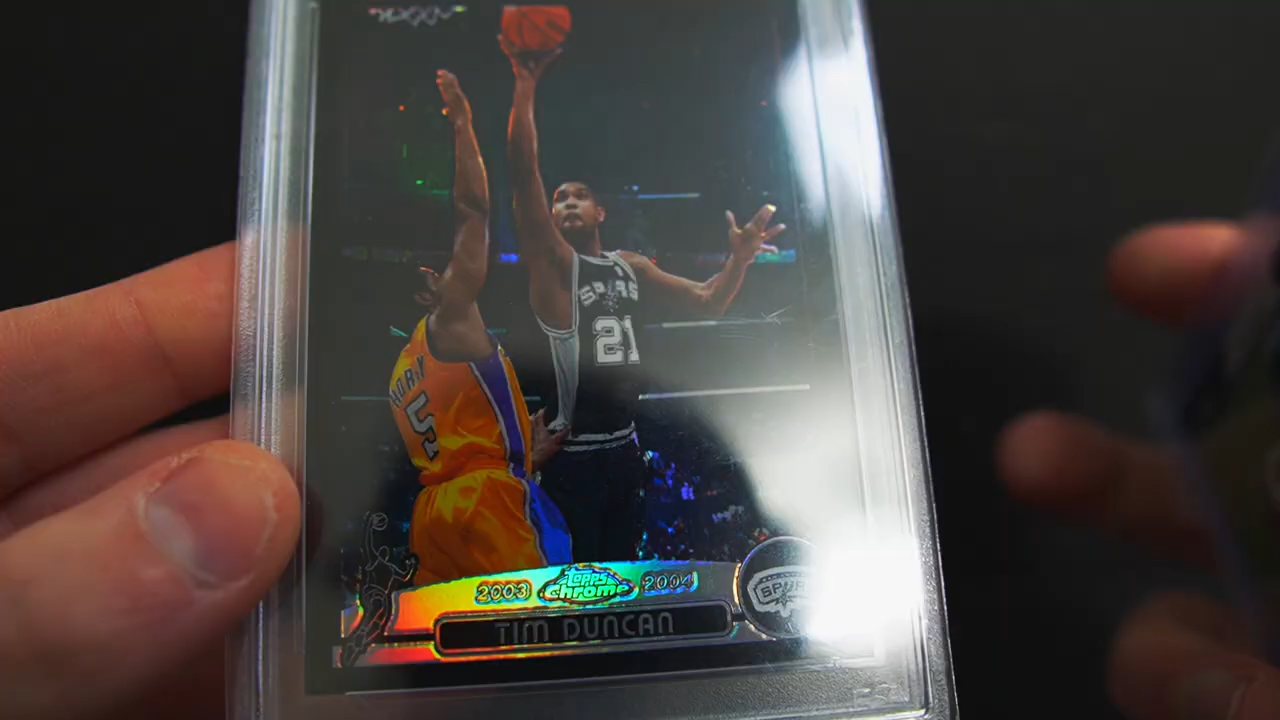 SPURS
21
HORRY
5
2003 Topps Chrome 2004
TIM DUNCAN
SPURS